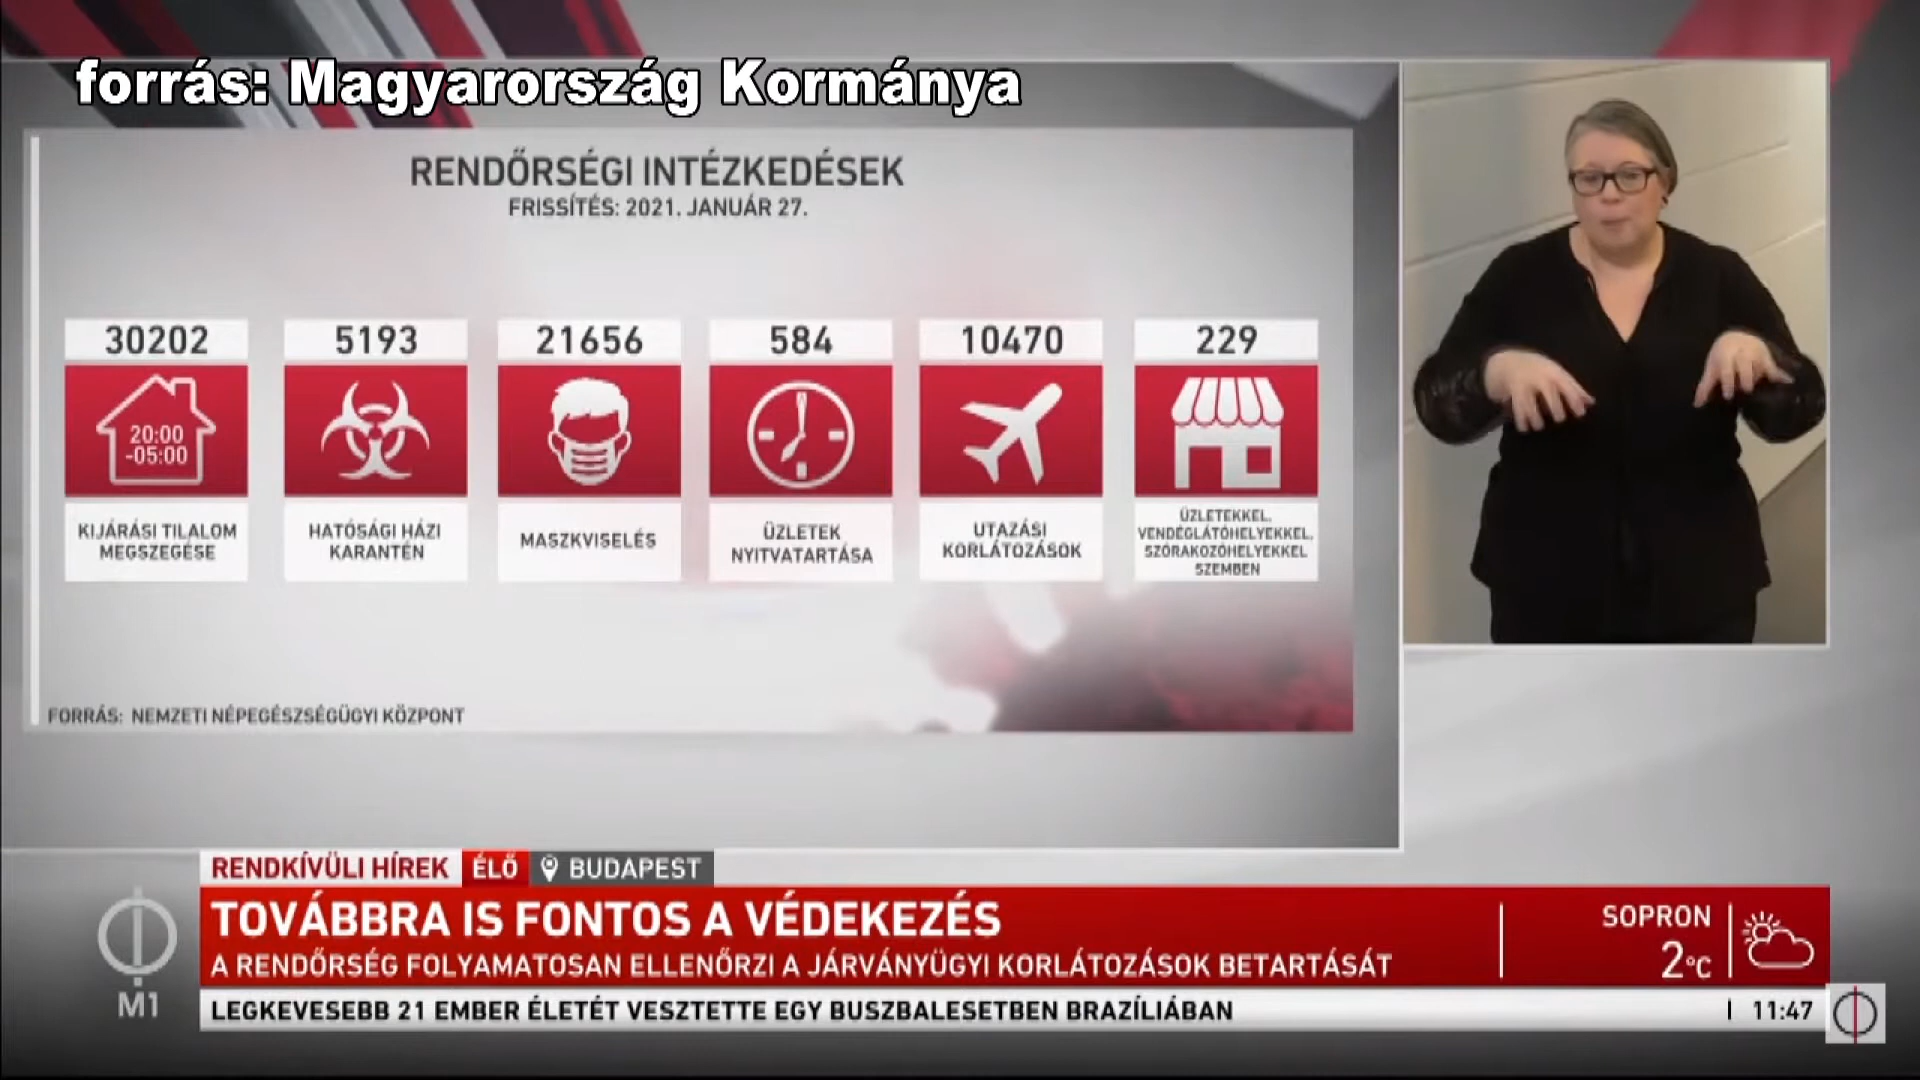 forrás: Magyarország Kormánya
RENDŐRSÉGI INTÉZKEDÉSEK
FRISSÍTÉS: 2021. JANUÁR 27.
30202
20:00
-05:00
KIJÁRÁSI TILALOM
MEGSZEGÉSE
5193
HATÓSÁGI HÁZI
KARANTÉN
21656
MASZKVISELÉS
584
ÜZLETEK
NYITVATARTÁSA
10470
UTAZÁSI
KORLÁTOZÁSOK
229
ÜZLETEKKEL,
VENDÉGLÁTÓHELYEKKEL,
SZÓRAKOZÓHELYEKKEL
SZEMBEN
FORRÁS: NEMZETI NÉPEGÉSZSÉGÜGYI KÖZPONT
RENDKÍVÜLI HÍREK ÉLŐ BUDAPEST
TOVÁBBRA IS FONTOS A VÉDEKEZÉS
A RENDŐRSÉG FOLYAMATOSAN ELLENŐRZI A JÁRVÁNYÜGYI KORLÁTOZÁSOK BETARTÁSÁT
SOPRON
2°C
M1
LEGKEVESEBB 21 EMBER ÉLETÉT VESZTETTE EGY BUSZBALESETBEN BRAZÍLIÁBAN
11:47